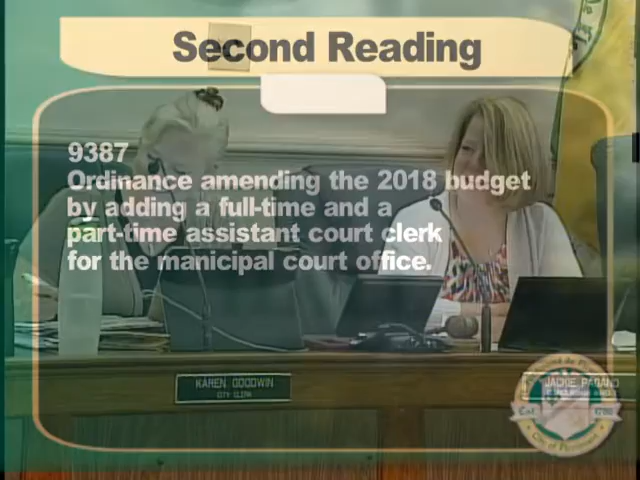 Second Reading
9387
Ordinance amending the 2018 budget
by adding a full-time and a
part-time assistant court clerk
for the manicipal court office.
KAREN GOODWIN
CITY CLERK
JACKIE PAGANO